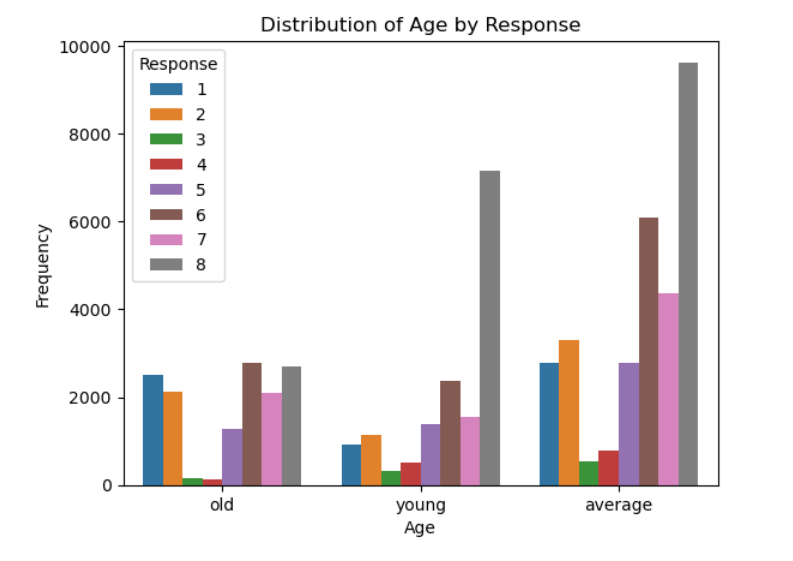 Distribution of Age by Response
10000
8000
6000
4000
2000
0
Frequency
Response
1
2
3
4
5
6
7
8
old young average
Age